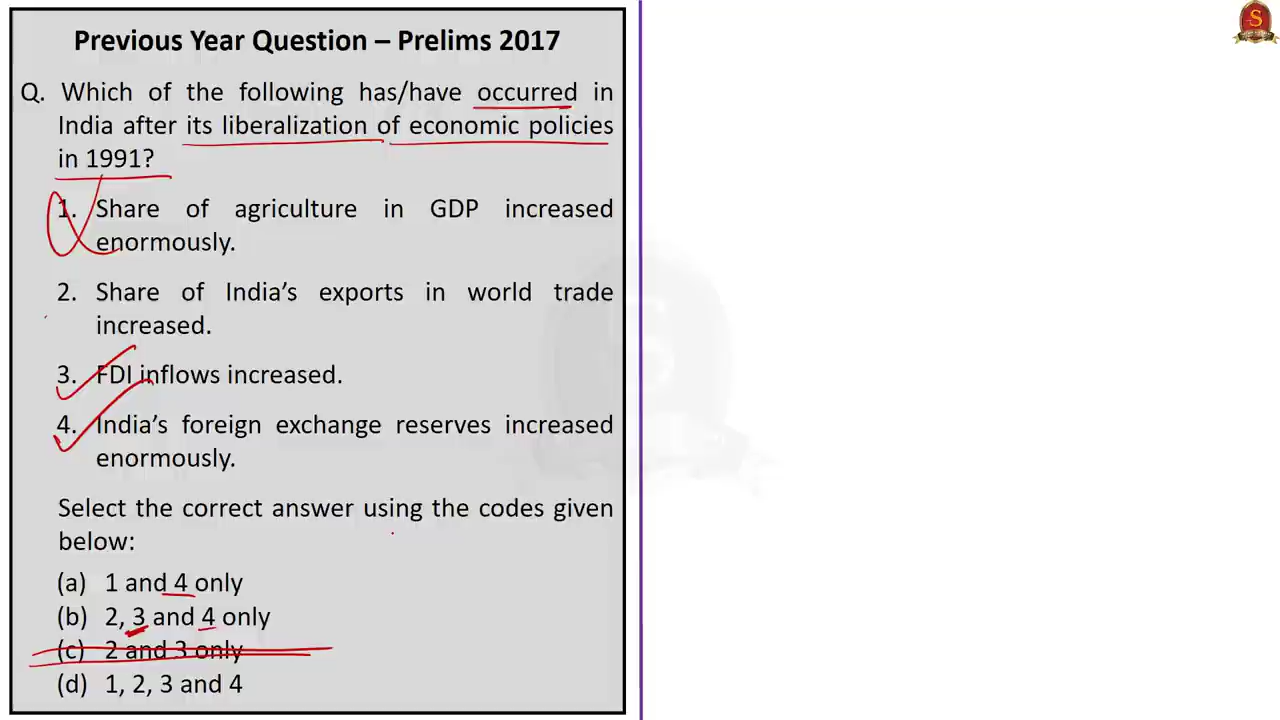 Previous Year Question – Prelims 2017
Q. Which of the following has/have occurred in
India after its liberalization of economic policies
in 1991?
1. Share of agriculture in GDP increased
enormously.
2. Share of India's exports in world trade
increased.
3. FDI inflows increased.
4. India's foreign exchange reserves increased
enormously.
Select the correct answer using the codes given
below:
(a) 1 and 4 only
(b) 2, 3 and 4 only
(c) 2 and 3 only
(d) 1, 2, 3 and 4
S